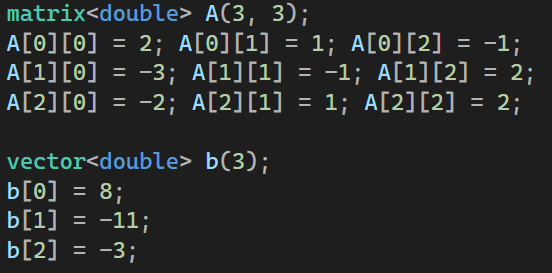 matrix<double> A(3, 3);
A[0][0] = 2; A[0][1] = 1; A[0][2] = -1;
A[1][0] = -3; A[1][1] = -1; A[1][2] = 2;
A[2][0] = -2; A[2][1] = 1; A[2][2] = 2;
vector<double> b(3);
b[0] = 8;
b[1] = -11;
b[2] = -3;